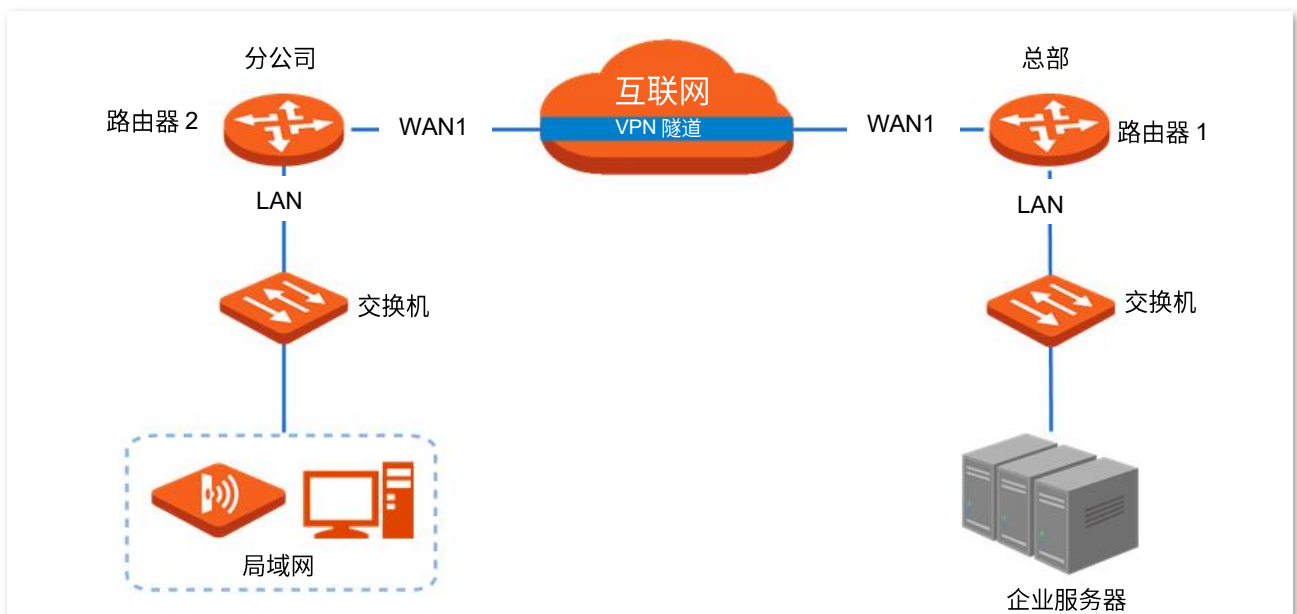 分公司
总部
互联网
路由器 2
WAN1
VPN 隧道
WAN1
路由器 1
LAN
LAN
交换机
交换机
局域网
企业服务器